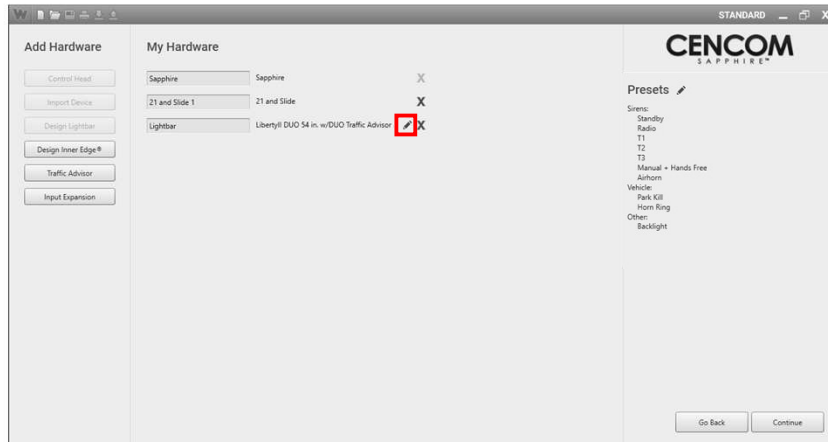 W
STANDARD
X
Add Hardware
Control Head
Import Device
Design Lightbar
Design Inner Edge®
Traffic Advisor
Input Expansion
My Hardware
Sapphire Sapphire X
21 and Slide 1 21 and Slide X
Lightbar LibertyII DUO 54 in. w/DUO Traffic Advisor X
CENCOM
SAPPHIRE™
Presets
Sirens:
Standby
Radio
T1
T2
T3
Manual + Hands Free
Airhorn
Vehicle:
Park Kill
Horn Ring
Other:
Backlight
Go Back Continue